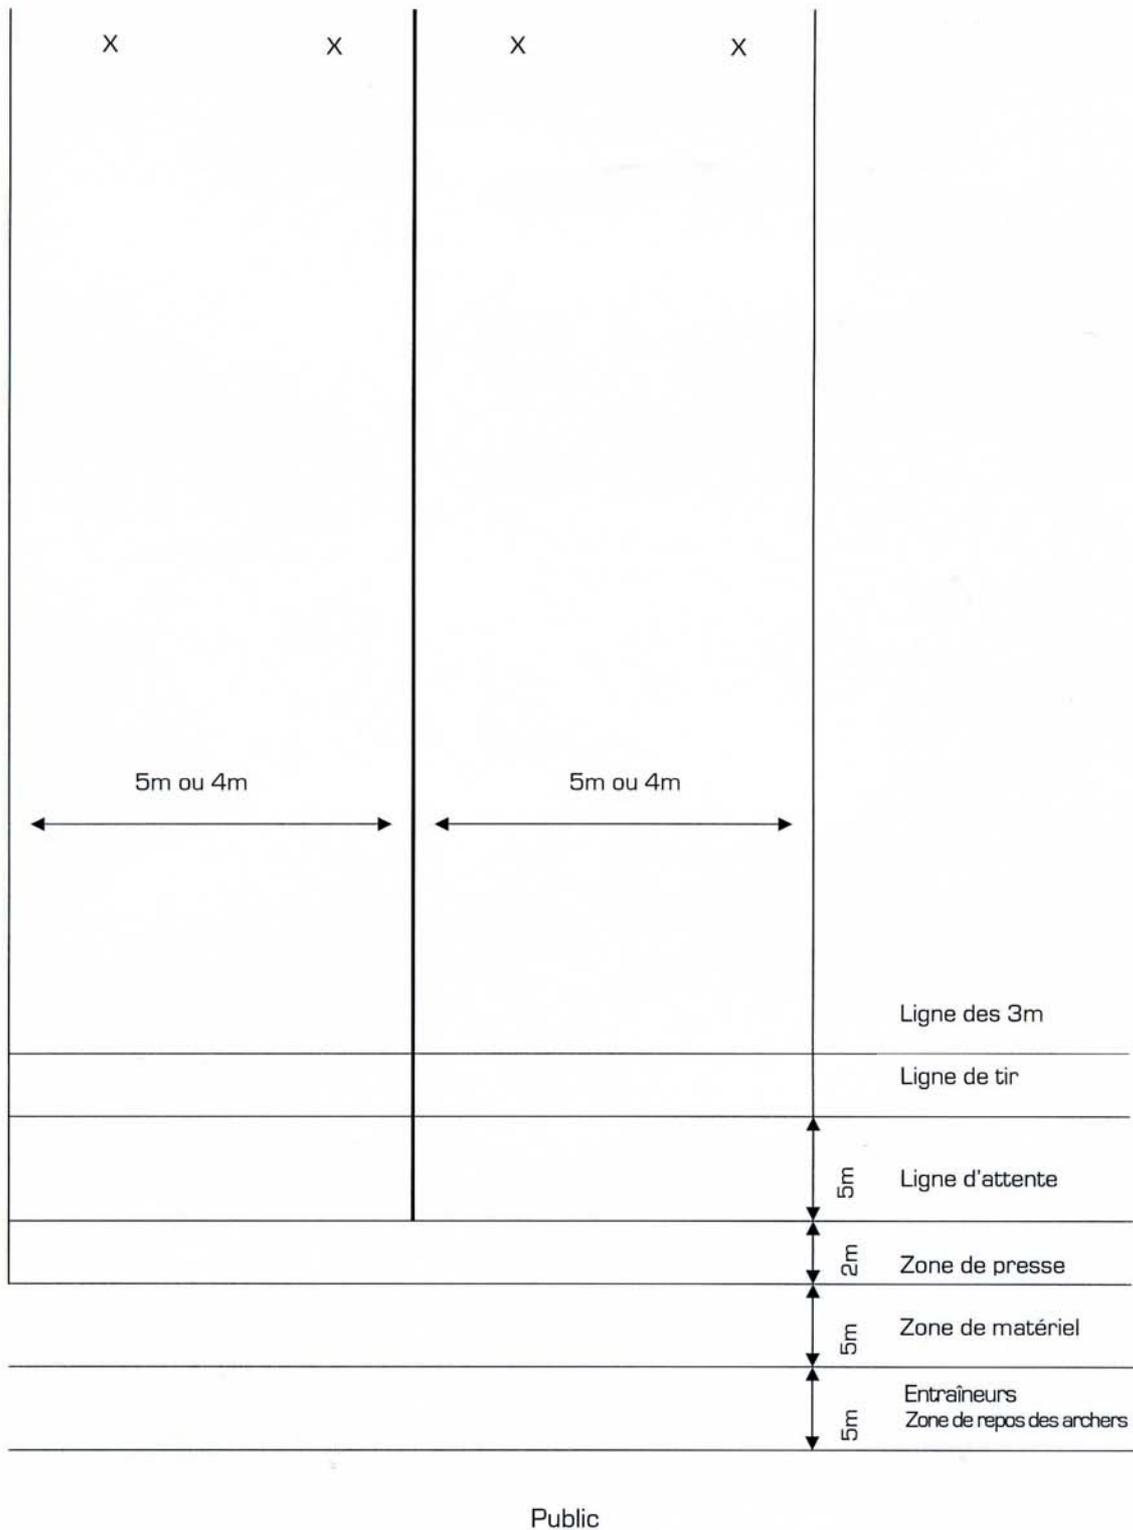 X X X X
5m ou 4m 5m ou 4m
Ligne des 3m
Ligne de tir
5m Ligne d'attente
2m Zone de presse
5m Zone de matériel
Entraîneurs
5m Zone de repos des archers
Public